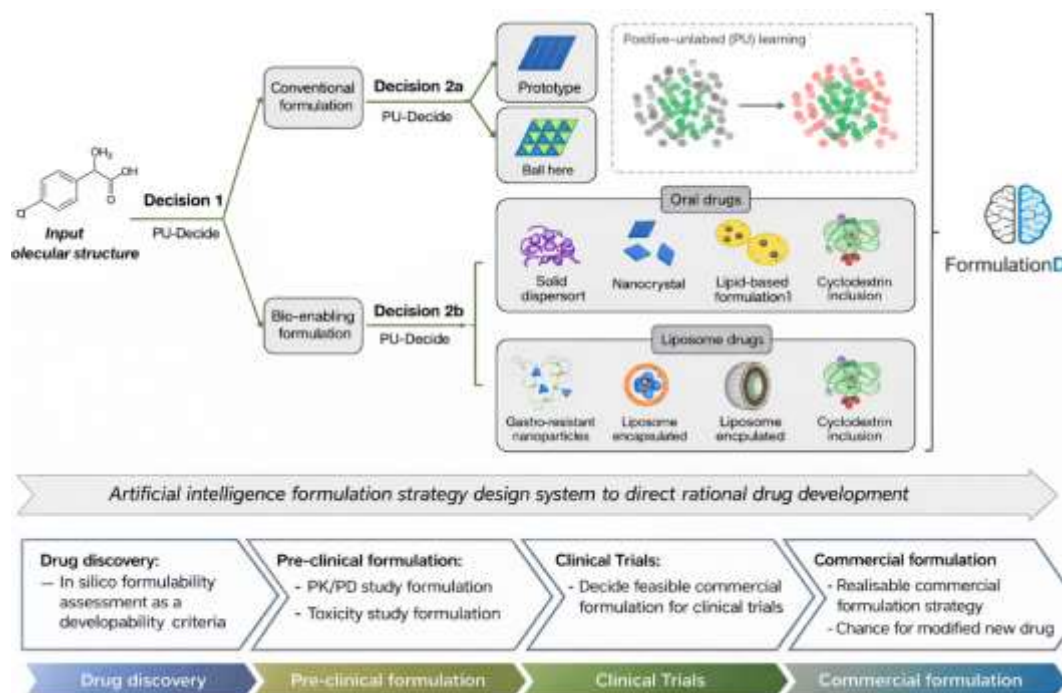 Positive-unlabed (PU) learning
Conventional
formulation
Decision 2a
PU-Decide
Prototype
Ball here
OH₂
OH
O
Cl
Input
olecular structure
Decision 1
PU-Decide
Oral drugs
Solid
dispersort
Nanocrystal
Lipid-based
formulation1
Cyclodextrin
inclusion
FormulationD
Bio-enabling
formulation
Decision 2b
PU-Decide
Liposome drugs
Gastro-resistant
nanoparticles
Liposome
encapsulated
Liposome
encpulated
Cyclodextrin
inclusion
Artificial intelligence formulation strategy design system to direct rational drug development
Drug discovery:
— In silico formulability
assessment as a
developability criteria
Pre-clinical formulation:
- PK/PD study formulation
- Toxicity study formulation
Clinical Trials:
- Decide feasible commercial
formulation for clinical trials
Commercial formulation
- Realisable commercial
formulation strategy
- Chance for modified new drug
Drug discovery
Pre-clinical formulation
Clinical Trials
Commercial formulation